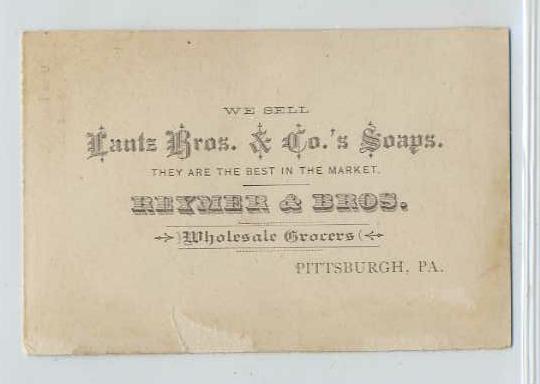 WE SELL
Lautz Bros. & Co.'s Soaps.
THEY ARE THE BEST IN THE MARKET.
REYMER & BROS.
Wholesale Grocers
PITTSBURGH, PA.